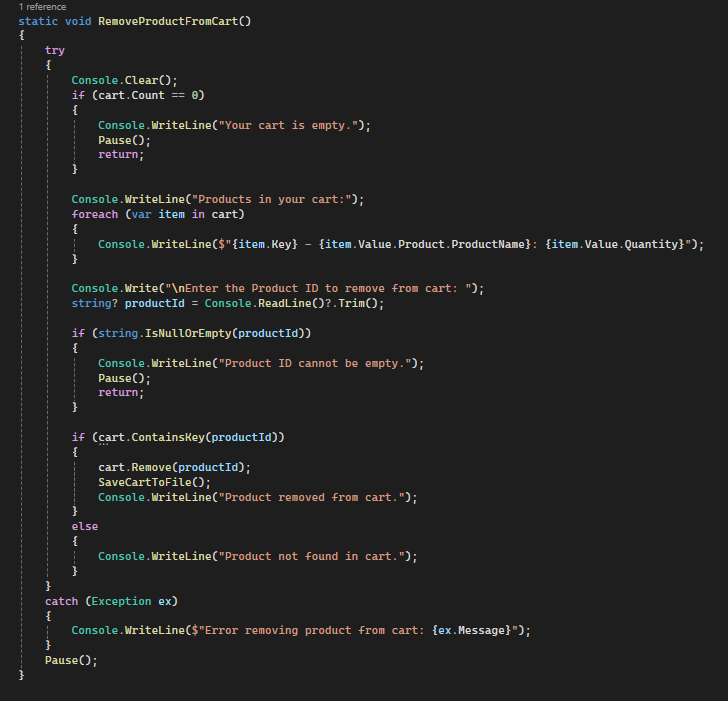 1 reference
static void RemoveProductFromCart()
{
    try
    {
        Console.Clear();
        if (cart.Count == 0)
        {
            Console.WriteLine("Your cart is empty.");
            Pause();
            return;
        }

        Console.WriteLine("Products in your cart:");
        foreach (var item in cart)
        {
            Console.WriteLine($"{item.Key} - {item.Value.Product.ProductName}: {item.Value.Quantity}");
        }

        Console.Write("\nEnter the Product ID to remove from cart: ");
        string? productId = Console.ReadLine()?.Trim();

        if (string.IsNullOrEmpty(productId))
        {
            Console.WriteLine("Product ID cannot be empty.");
            Pause();
            return;
        }

        if (cart.ContainsKey(productId))
        {
            cart.Remove(productId);
            SaveCartToFile();
            Console.WriteLine("Product removed from cart.");
        }
        else
        {
            Console.WriteLine("Product not found in cart.");
        }
    }
    catch (Exception ex)
    {
        Console.WriteLine($"Error removing product from cart: {ex.Message}");
    }
    Pause();
}